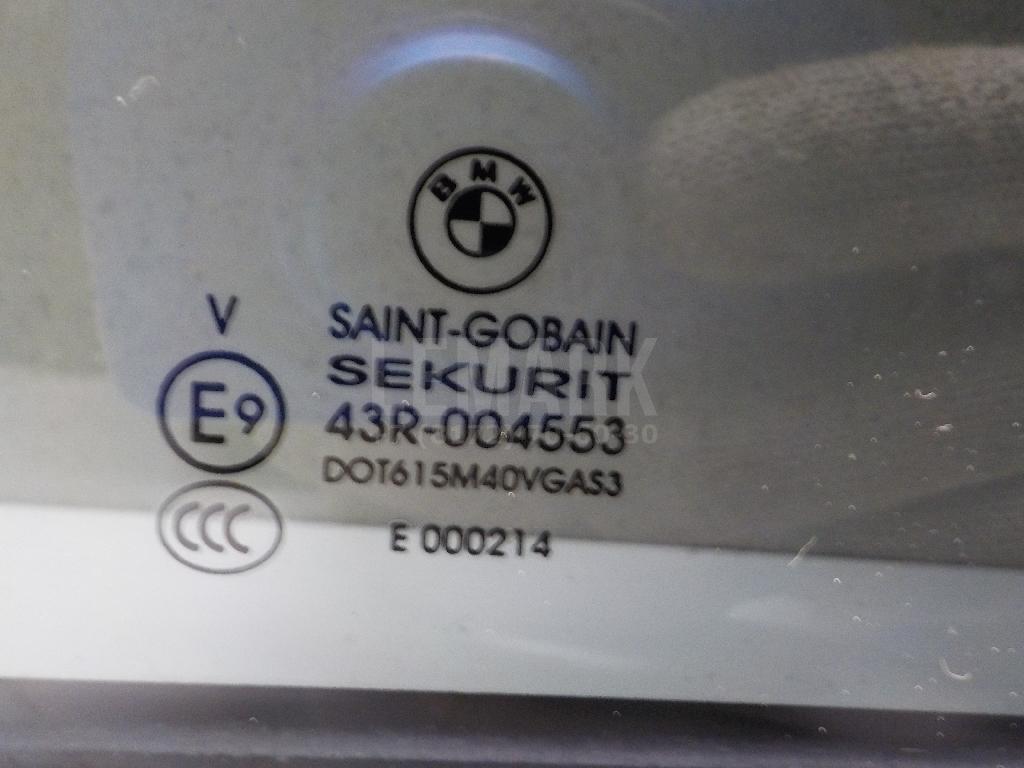 BMW
V
SAINT-GOBAIN
SEKURIT
E9
43R-004553
DOT615M40VGAS3
CCC
E 000214